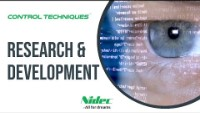 CONTROL TECHNIQUES
RESEARCH &
DEVELOPMENT
Nidec
-All for dreams